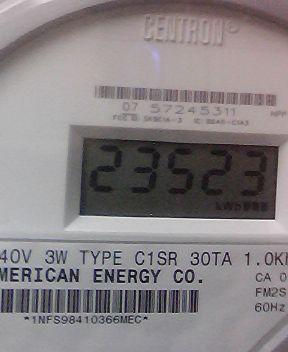 CENTRON®
07 57245311
23523
kWh
40V 3W TYPE C1SR 30TA 1.0K
MERICAN ENERGY CO.
CA 0
FM2S
60Hz
*1NFS98410366MEC*